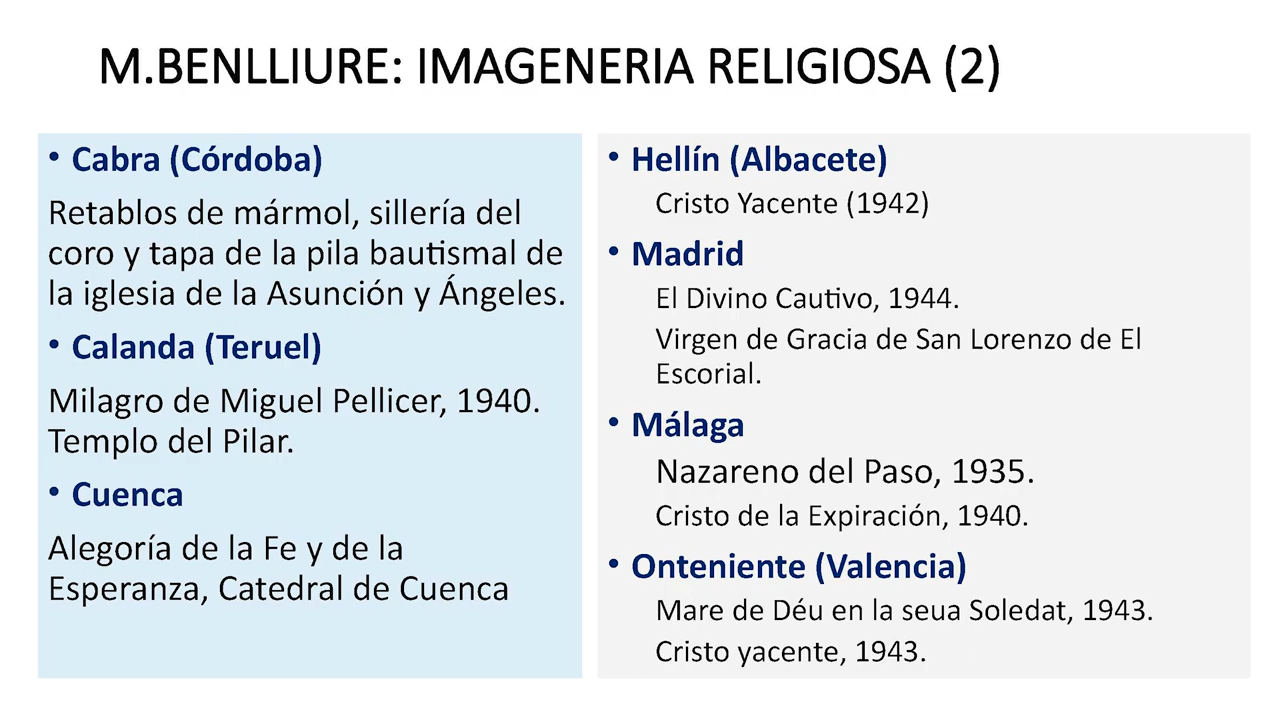 M.BENLLIURE: IMAGENERIA RELIGIOSA (2)
• Cabra (Córdoba)
Retablos de mármol, sillería del
coro y tapa de la pila bautismal de
la iglesia de la Asunción y Ángeles.
• Calanda (Teruel)
Milagro de Miguel Pellicer, 1940.
Templo del Pilar.
• Cuenca
Alegoría de la Fe y de la
Esperanza, Catedral de Cuenca
• Hellín (Albacete)
Cristo Yacente (1942)
• Madrid
El Divino Cautivo, 1944.
Virgen de Gracia de San Lorenzo de El
Escorial.
• Málaga
Nazareno del Paso, 1935.
Cristo de la Expiración, 1940.
• Onteniente (Valencia)
Mare de Déu en la seua Soledat, 1943.
Cristo yacente, 1943.